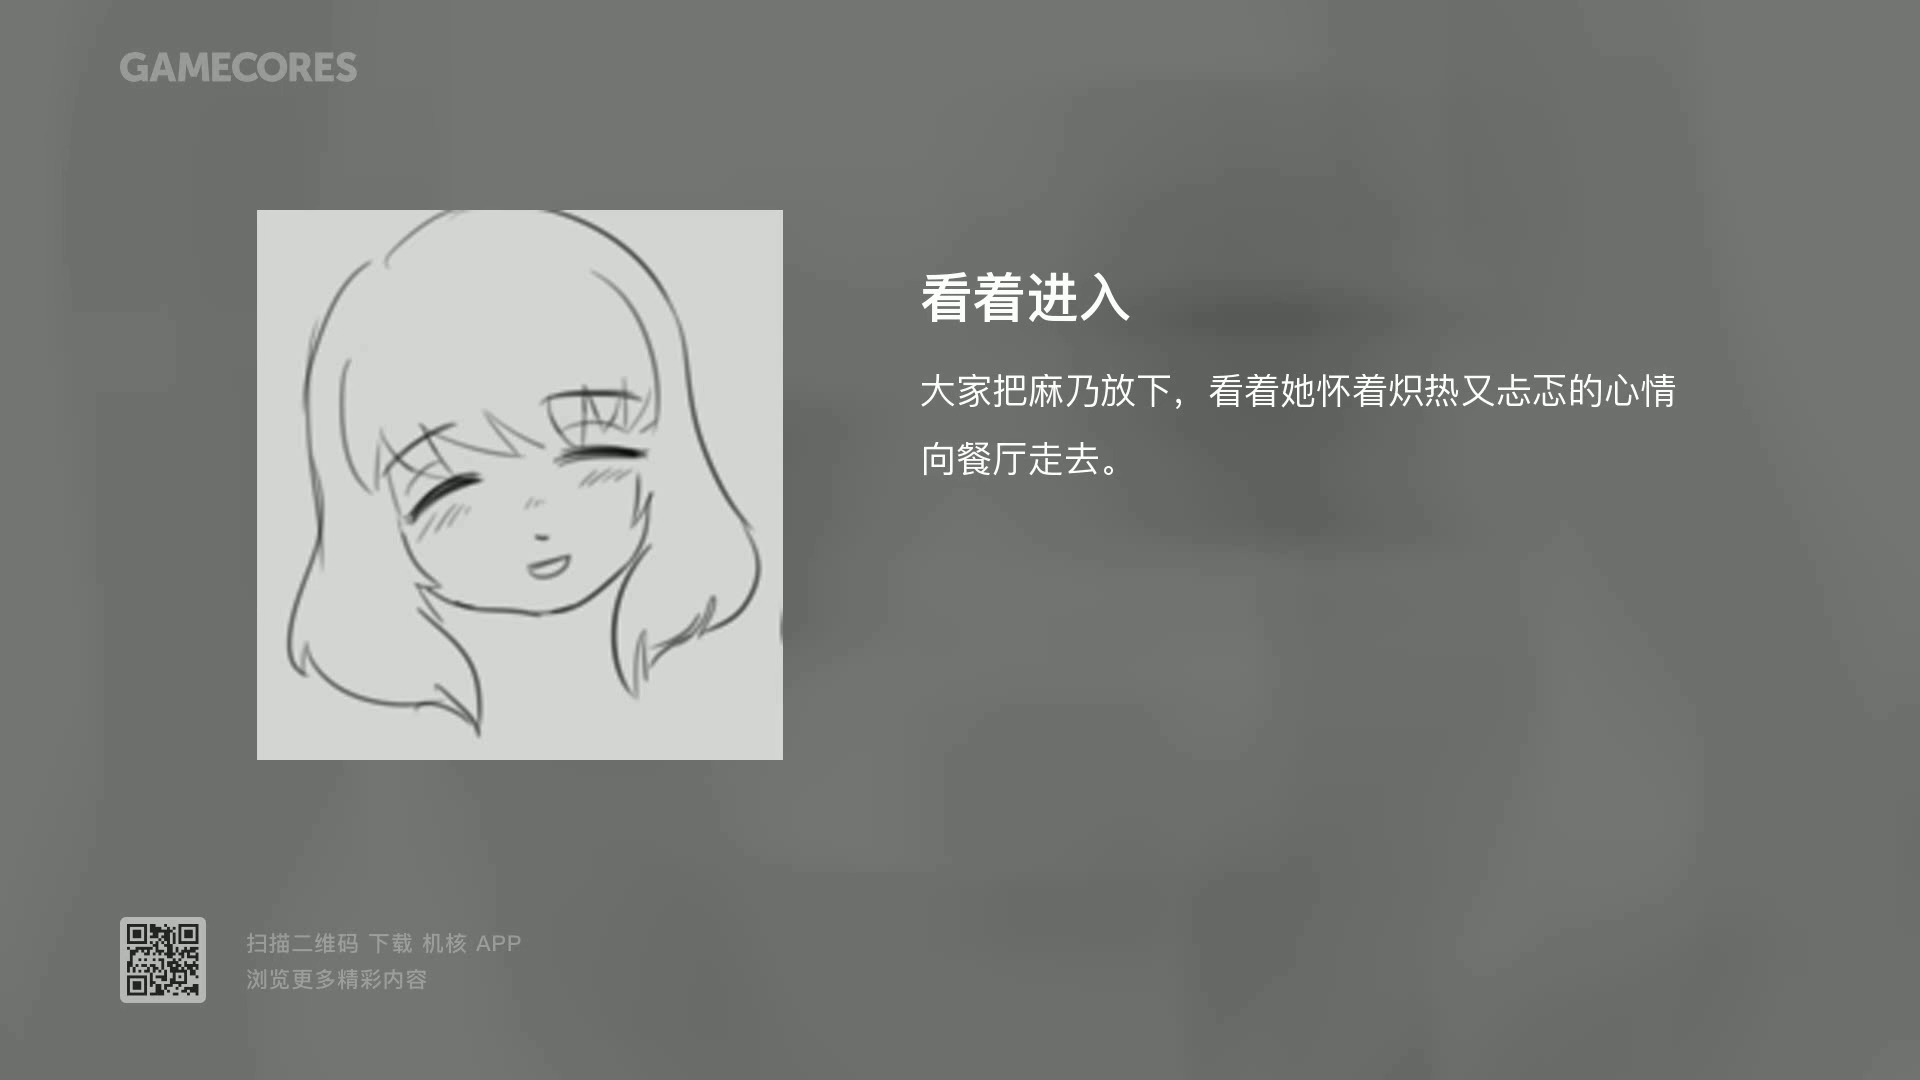 GAMECORES
看着进入
大家把麻乃放下，看着她怀着炽热又忐忑的心情
向餐厅走去。
扫描二维码 下载 机核 APP
浏览更多精彩内容